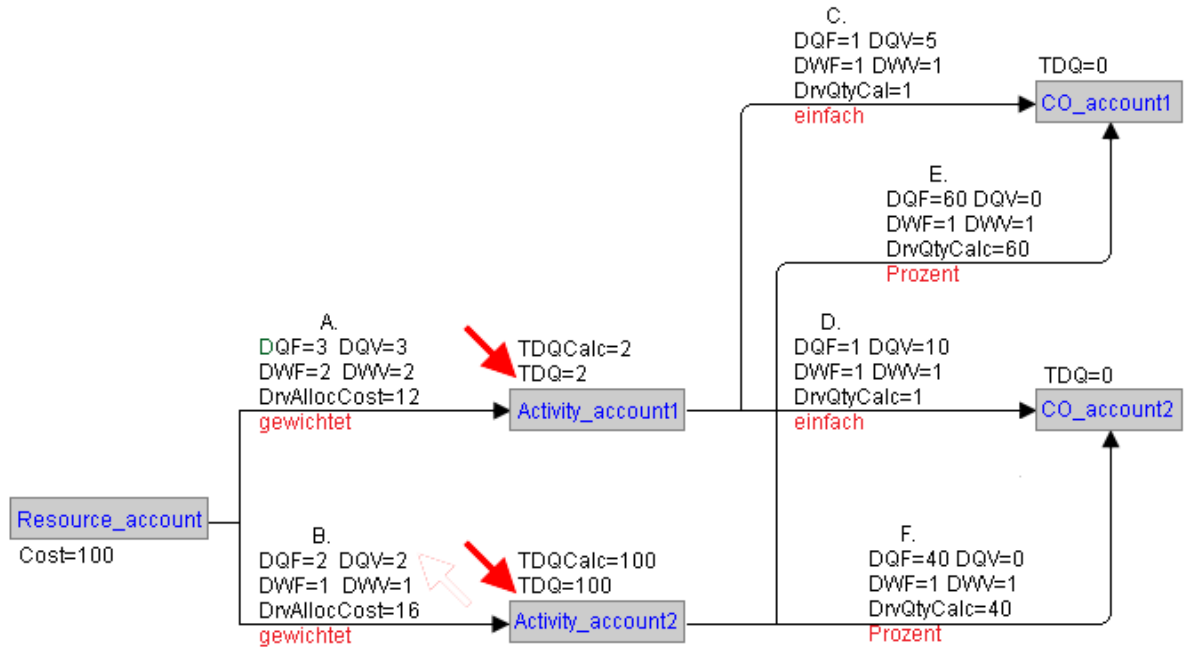 C.
DQF=1 DQV=5
DWF=1 DWV=1
DrvQtyCal=1
einfach
TDQ=0
CO_account1
E.
DQF=60 DQV=0
DWF=1 DWV=1
DrvQtyCalc=60
Prozent
A.
DQF=3 DQV=3
DWF=2 DWV=2
DrvAllocCost=12
gewichtet
TDQCalc=2
TDQ=2
Activity_account1
D.
DQF=1 DQV=10
DWF=1 DWV=1
DrvQtyCalc=1
einfach
TDQ=0
CO_account2
Resource_account
Cost=100
B.
DQF=2 DQV=2
DWF=1 DWV=1
DrvAllocCost=16
gewichtet
TDQCalc=100
TDQ=100
Activity_account2
F.
DQF=40 DQV=0
DWF=1 DWV=1
DrvQtyCalc=40
Prozent